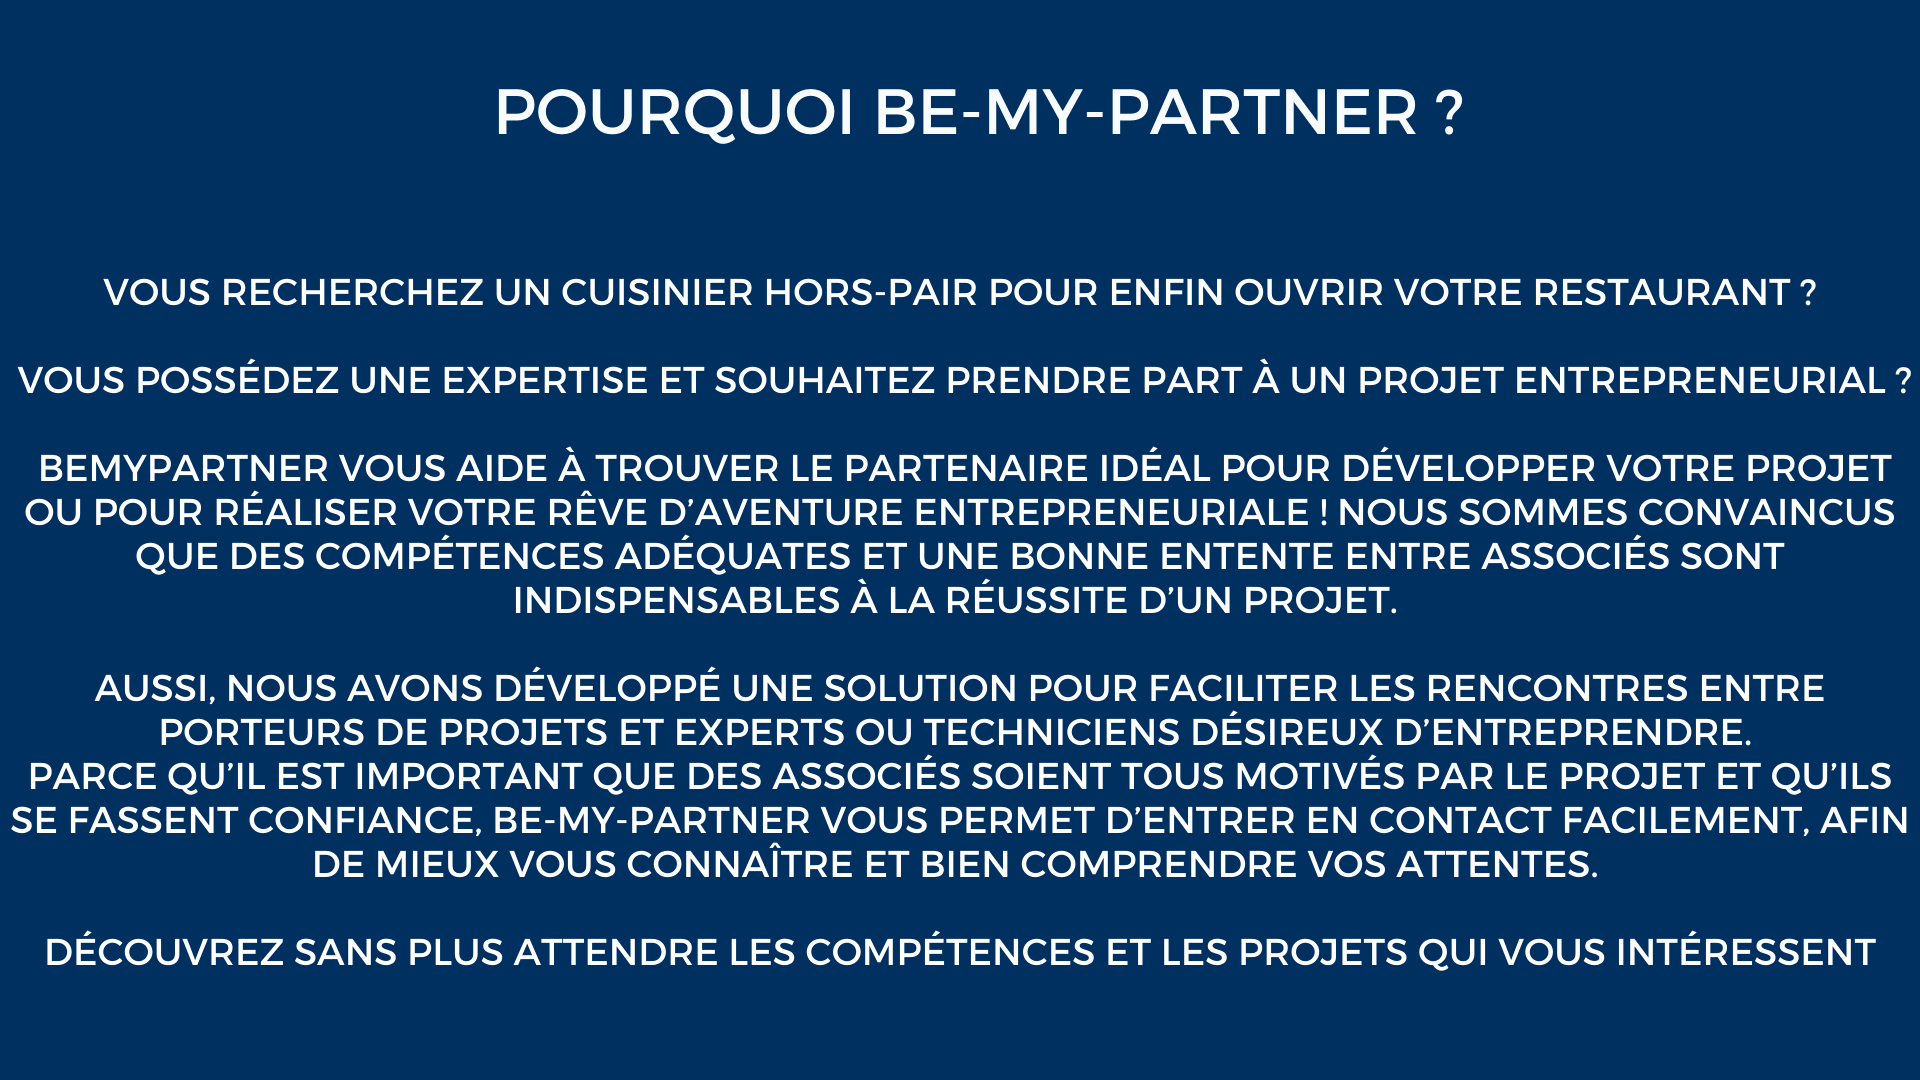 POURQUOI BE-MY-PARTNER ?
VOUS RECHERCHEZ UN CUISINIER HORS-PAIR POUR ENFIN OUVRIR VOTRE RESTAURANT ?
VOUS POSSÉDEZ UNE EXPERTISE ET SOUHAITEZ PRENDRE PART À UN PROJET ENTREPRENEURIAL ?
BEMYPARTNER VOUS AIDE À TROUVER LE PARTENAIRE IDÉAL POUR DÉVELOPPER VOTRE PROJET
OU POUR RÉALISER VOTRE RÊVE D’AVENTURE ENTREPRENEURIALE ! NOUS SOMMES CONVAINCUS
QUE DES COMPÉTENCES ADÉQUATES ET UNE BONNE ENTENTE ENTRE ASSOCIÉS SONT
INDISPENSABLES À LA RÉUSSITE D’UN PROJET.
AUSSI, NOUS AVONS DÉVELOPPÉ UNE SOLUTION POUR FACILITER LES RENCONTRES ENTRE
PORTEURS DE PROJETS ET EXPERTS OU TECHNICIENS DÉSIREUX D’ENTREPRENDRE.
PARCE QU’IL EST IMPORTANT QUE DES ASSOCIÉS SOIENT TOUS MOTIVÉS PAR LE PROJET ET QU’ILS
SE FASSENT CONFIANCE, BE-MY-PARTNER VOUS PERMET D’ENTRER EN CONTACT FACILEMENT, AFIN
DE MIEUX VOUS CONNAÎTRE ET BIEN COMPRENDRE VOS ATTENTES.
DÉCOUVREZ SANS PLUS ATTENDRE LES COMPÉTENCES ET LES PROJETS QUI VOUS INTÉRESSENT